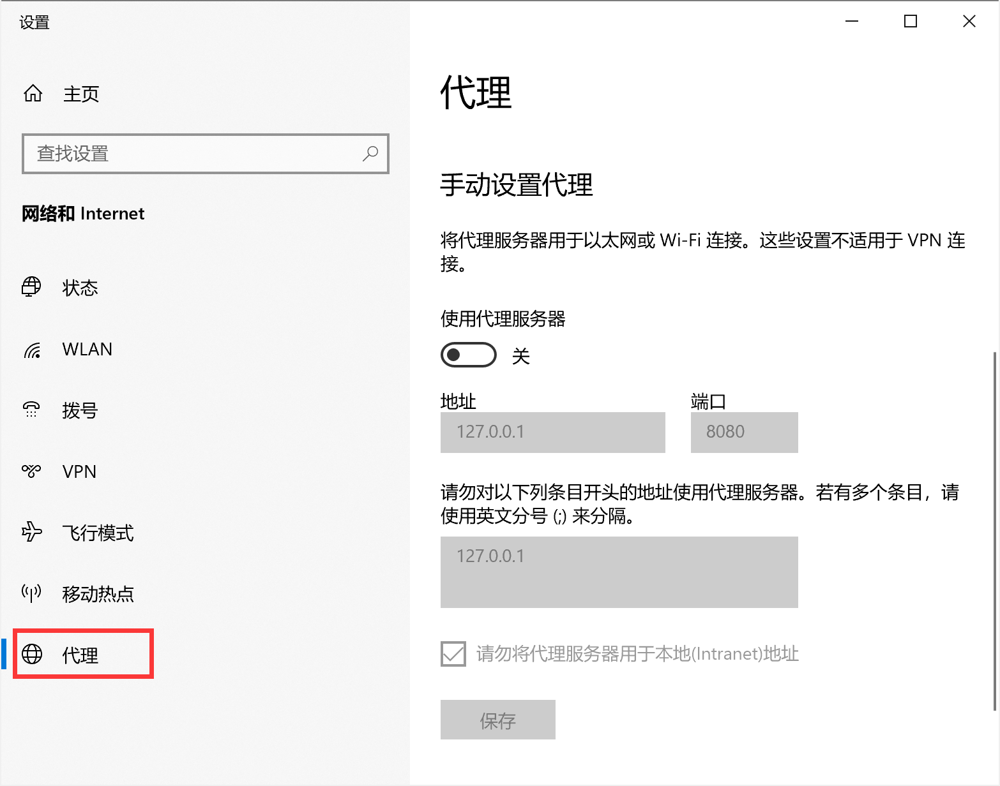 设置
主页
查找设置
网络和 Internet
状态
WLAN
拨号
VPN
飞行模式
移动热点
代理
代理
手动设置代理
将代理服务器用于以太网或 Wi-Fi 连接。这些设置不适用于 VPN 连
接。
使用代理服务器
关
地址 端口
127.0.0.1 8080
请勿对以下列条目开头的地址使用代理服务器。若有多个条目，请
使用英文分号 (;) 来分隔。
127.0.0.1
请勿将代理服务器用于本地(Intranet)地址
保存